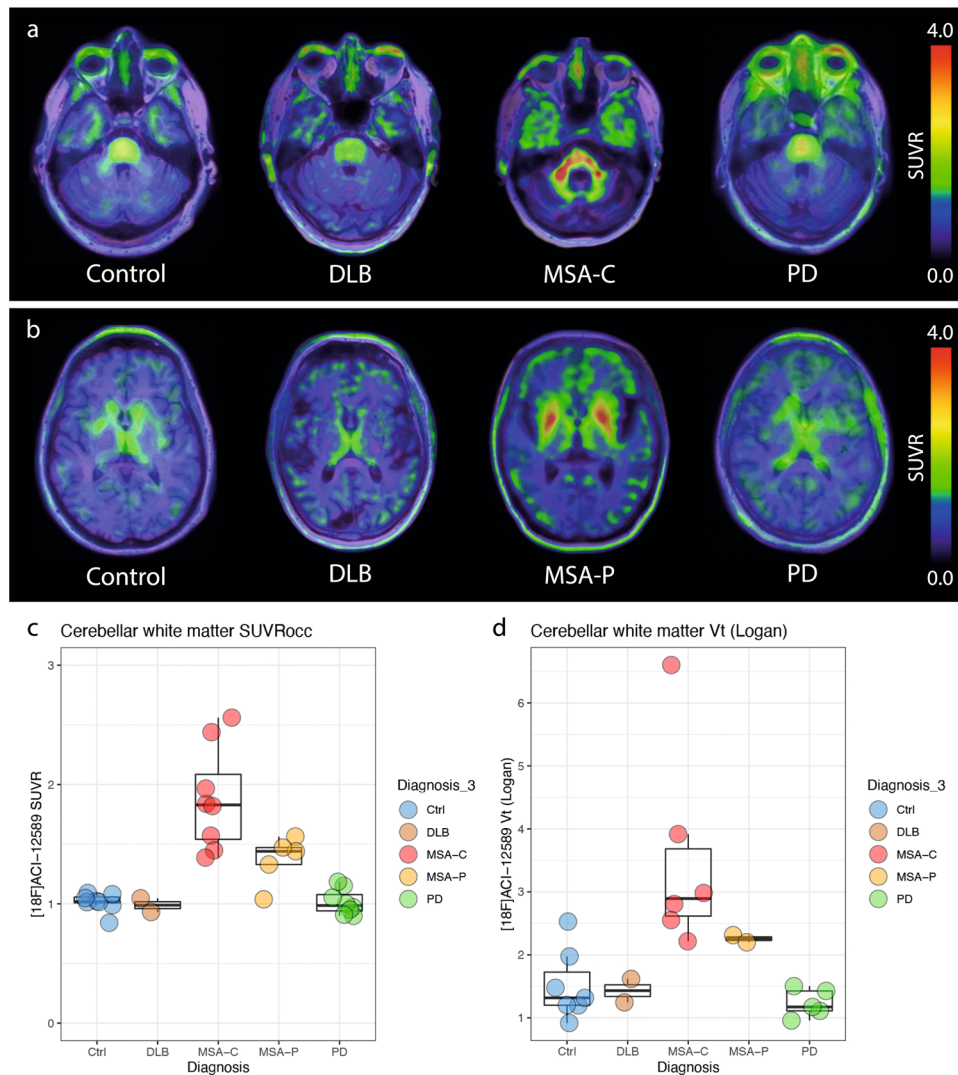 a
4.0
SUVR
0.0
Control DLB MSA-C PD
b
4.0
SUVR
0.0
Control DLB MSA-P PD
c
Cerebellar white matter SUVRocc
3
2
1
0
[18F]ACI−12589 SUVR
Ctrl DLB MSA−C MSA−P PD
Diagnosis
Diagnosis_3
Ctrl
DLB
MSA−C
MSA−P
PD
d
Cerebellar white matter Vt (Logan)
6
5
4
3
2
1
[18F]ACI−12589 Vt (Logan)
Ctrl DLB MSA−C MSA−P PD
Diagnosis
Diagnosis_3
Ctrl
DLB
MSA−C
MSA−P
PD